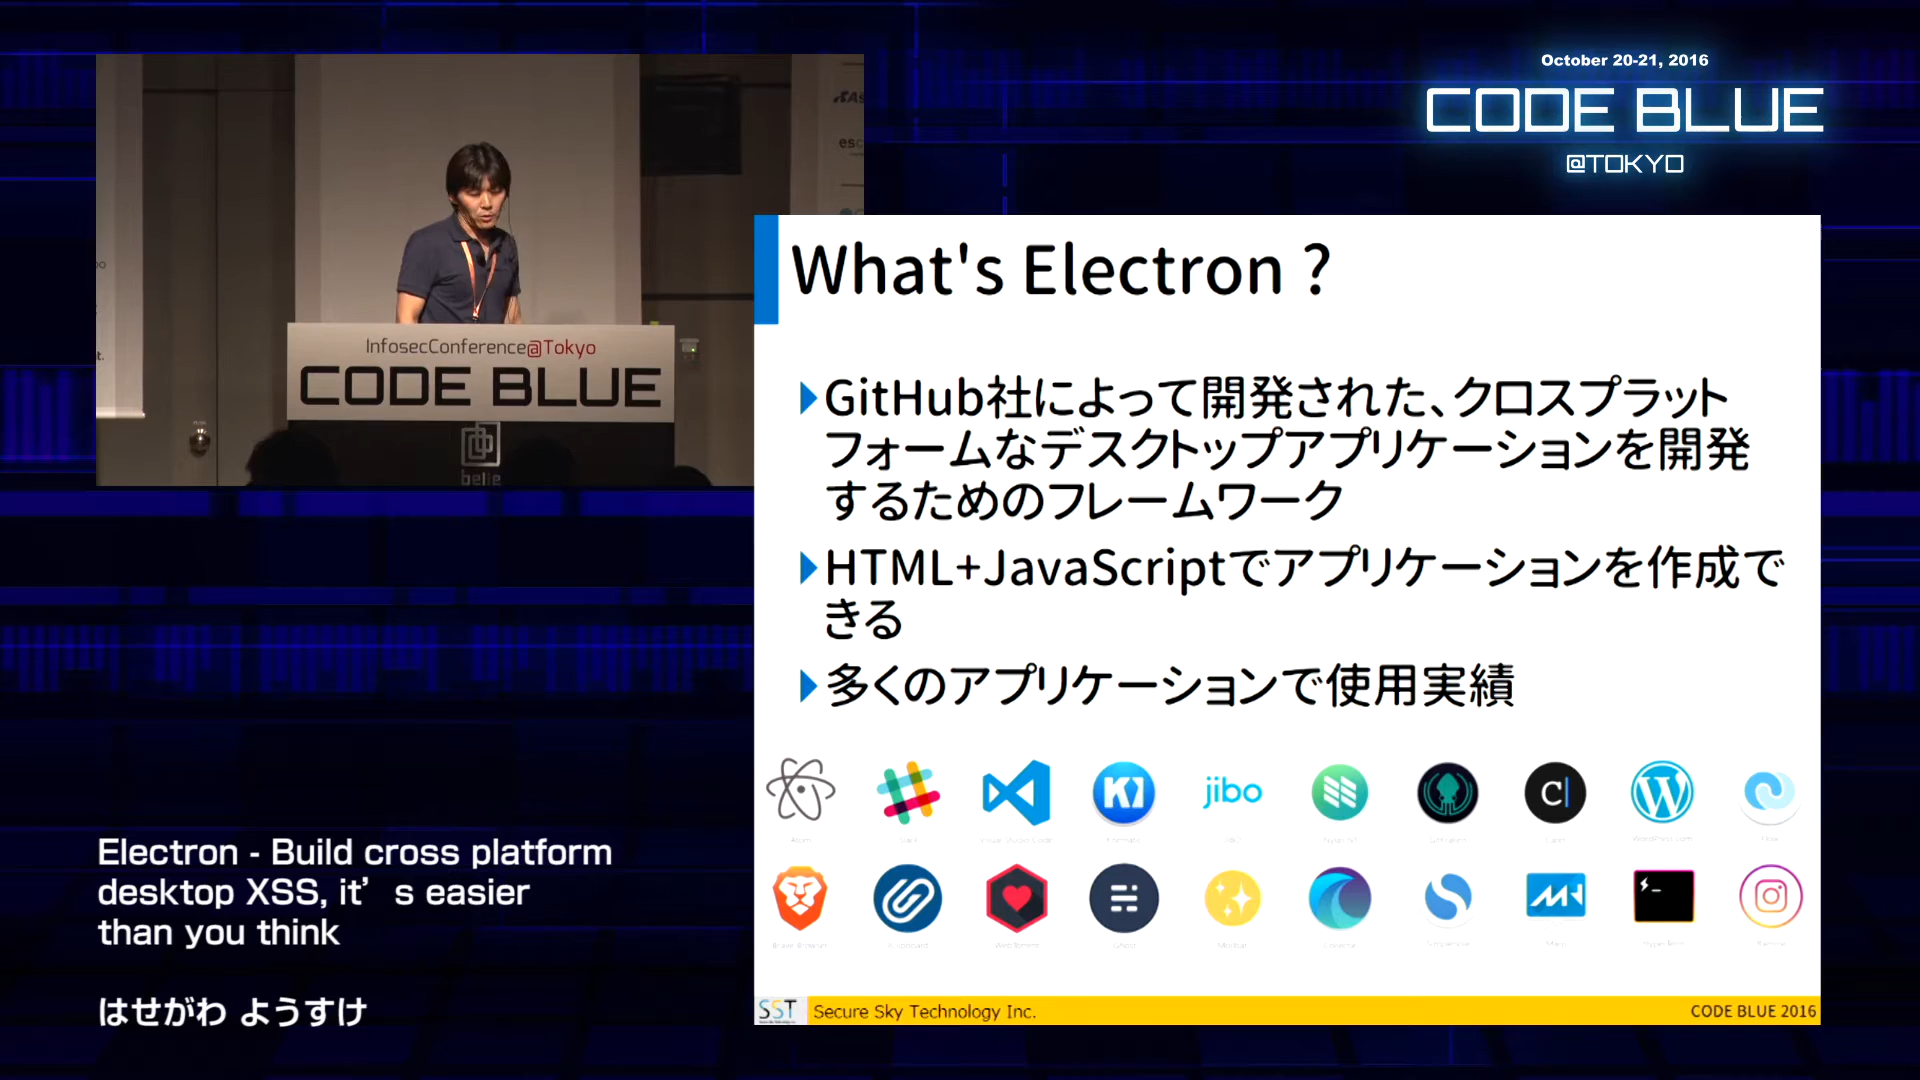 October 20-21, 2016
CODE BLUE
@TOKYO
InfosecConference@Tokyo
CODE BLUE
belle
What's Electron ?
GitHub社によって開発された、クロスプラット
フォームなデスクトップアプリケーションを開発
するためのフレームワーク
HTML+JavaScriptでアプリケーションを作成で
きる
多くのアプリケーションで使用実績
jibo
Electron - Build cross platform
desktop XSS, it’s easier
than you think
はせがわ ようすけ
SST
Secure Sky Technology Inc.
CODE BLUE 2016